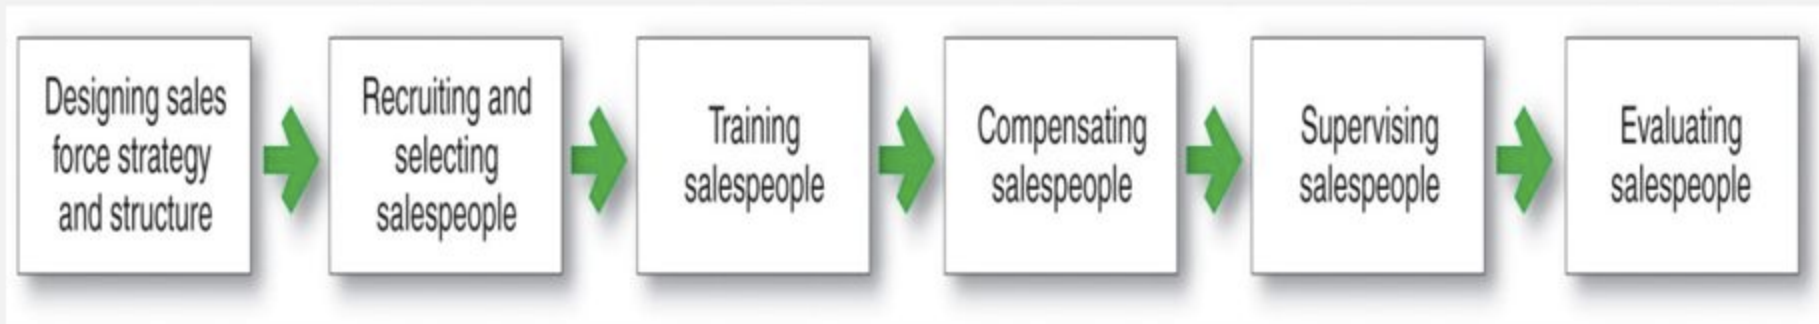 Designing sales
force strategy
and structure
Recruiting and
selecting
salespeople
Training
salespeople
Compensating
salespeople
Supervising
salespeople
Evaluating
salespeople